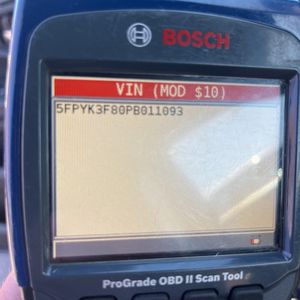 BOSCH
VIN (MOD $10)
5FPYK3F80PB011093
ProGrade OBD II Scan Tool